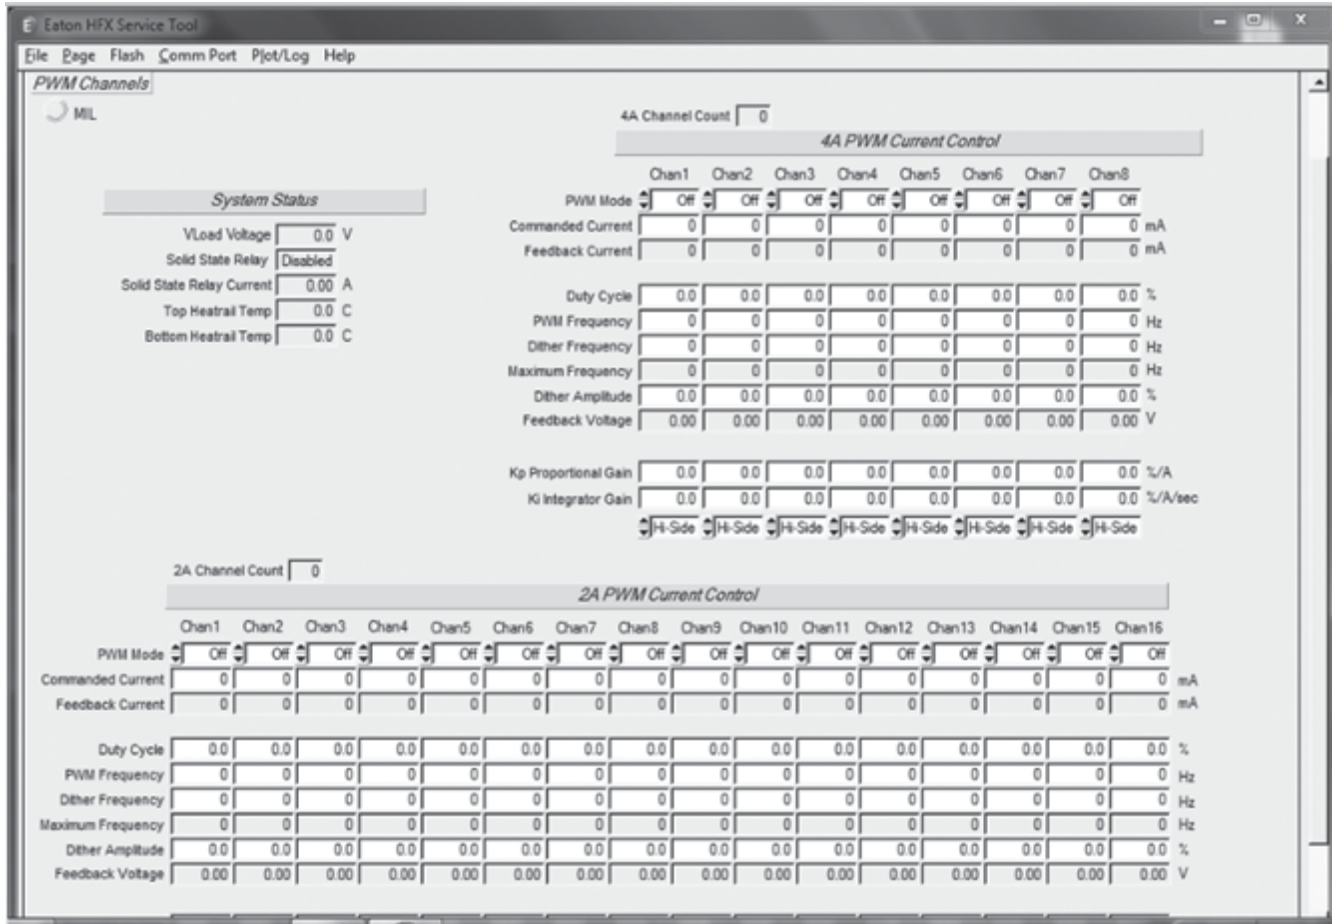 Eaton HFX Service Tool
File Page Flash Comm Port Plot/Log Help
PWM Channels
MIL
4A Channel Count 0
4A PWM Current Control
Chan1 Chan2 Chan3 Chan4 Chan5 Chan6 Chan7 Chan8
PWM Mode Off Off Off Off Off Off Off Off
Commanded Current 0 0 0 0 0 0 0 0 mA
Feedback Current 0 0 0 0 0 0 0 0 mA
Duty Cycle 0.0 0.0 0.0 0.0 0.0 0.0 0.0 0.0 %
PWM Frequency 0 0 0 0 0 0 0 0 Hz
Dither Frequency 0 0 0 0 0 0 0 0 Hz
Maximum Frequency 0 0 0 0 0 0 0 0 Hz
Dither Amplitude 0.0 0.0 0.0 0.0 0.0 0.0 0.0 0.0 %
Feedback Voltage 0.00 0.00 0.00 0.00 0.00 0.00 0.00 0.00 V
Kp Proportional Gain 0.0 0.0 0.0 0.0 0.0 0.0 0.0 0.0 %/A
Ki Integrator Gain 0.0 0.0 0.0 0.0 0.0 0.0 0.0 0.0 %/A/sec
Hi-Side Hi-Side Hi-Side Hi-Side Hi-Side Hi-Side Hi-Side Hi-Side
System Status
VLoad Voltage 0.0 V
Solid State Relay Disabled
Solid State Relay Current 0.00 A
Top Heatrail Temp 0.0 C
Bottom Heatrail Temp 0.0 C
2A Channel Count 0
2A PWM Current Control
Chan1 Chan2 Chan3 Chan4 Chan5 Chan6 Chan7 Chan8 Chan9 Chan10 Chan11 Chan12 Chan13 Chan14 Chan15 Chan16
PWM Mode Off Off Off Off Off Off Off Off Off Off Off Off Off Off Off Off
Commanded Current 0 0 0 0 0 0 0 0 0 0 0 0 0 0 0 0 mA
Feedback Current 0 0 0 0 0 0 0 0 0 0 0 0 0 0 0 0 mA
Duty Cycle 0.0 0.0 0.0 0.0 0.0 0.0 0.0 0.0 0.0 0.0 0.0 0.0 0.0 0.0 0.0 0.0 %
PWM Frequency 0 0 0 0 0 0 0 0 0 0 0 0 0 0 0 0 Hz
Dither Frequency 0 0 0 0 0 0 0 0 0 0 0 0 0 0 0 0 Hz
Maximum Frequency 0 0 0 0 0 0 0 0 0 0 0 0 0 0 0 0 Hz
Dither Amplitude 0.0 0.0 0.0 0.0 0.0 0.0 0.0 0.0 0.0 0.0 0.0 0.0 0.0 0.0 0.0 0.0 %
Feedback Voltage 0.00 0.00 0.00 0.00 0.00 0.00 0.00 0.00 0.00 0.00 0.00 0.00 0.00 0.00 0.00 0.00 V